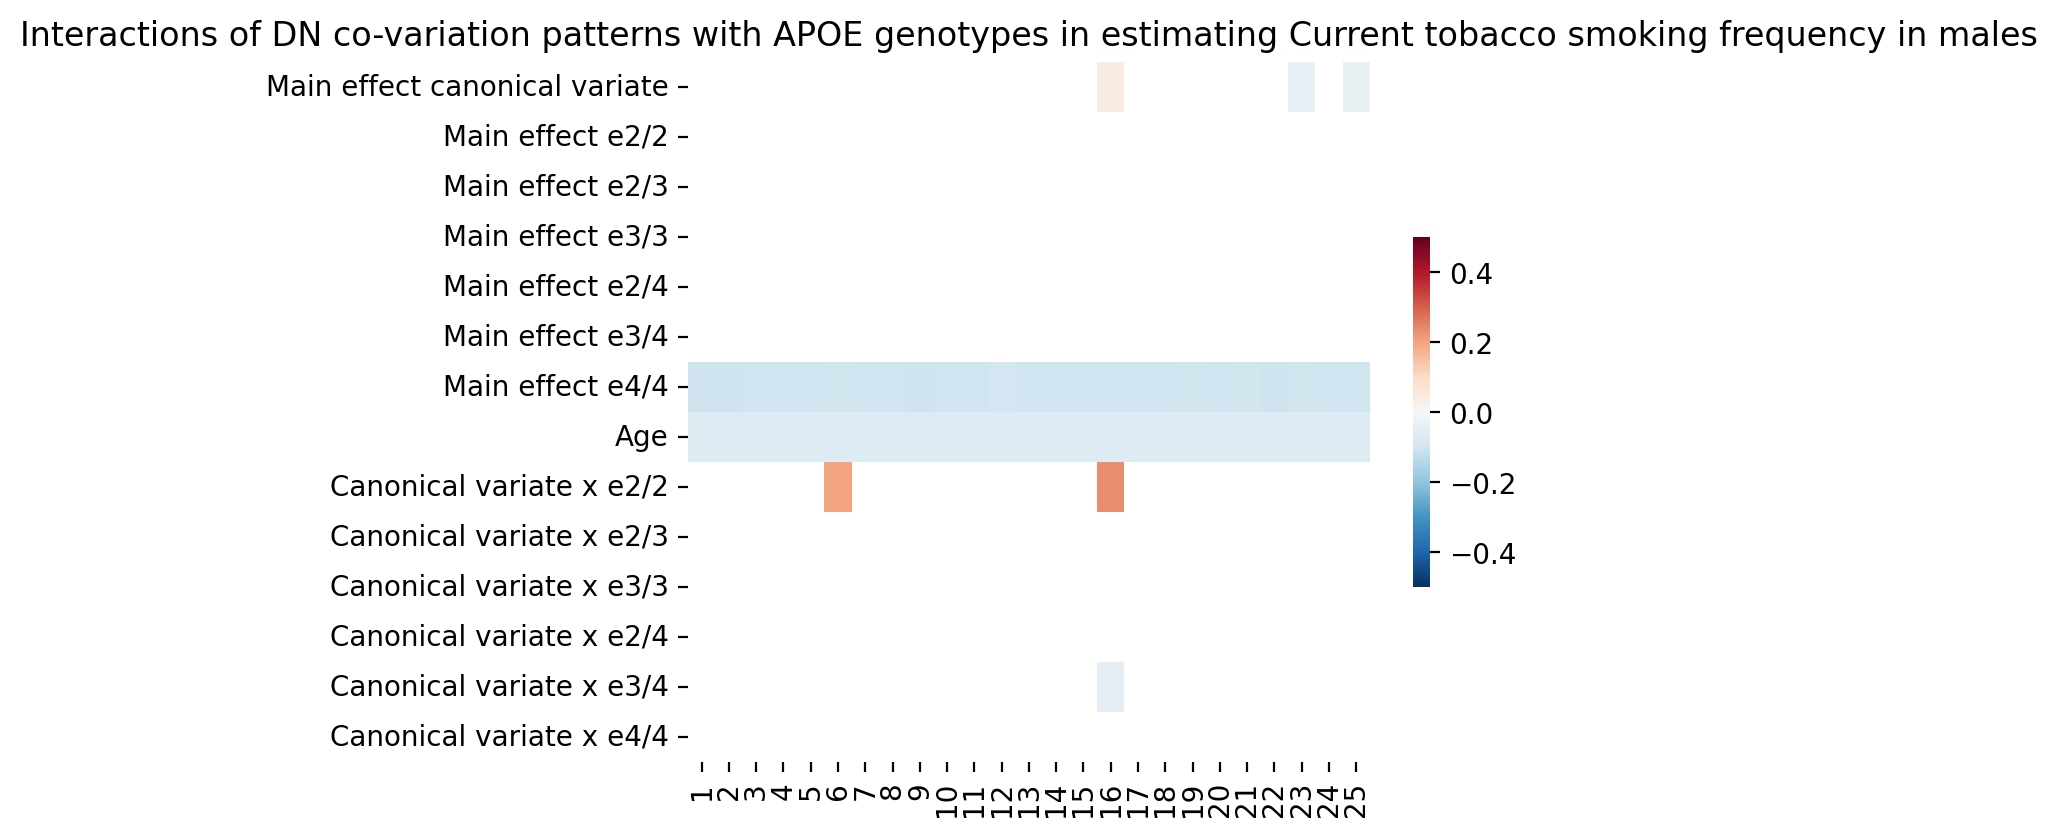 Interactions of DN co-variation patterns with APOE genotypes in estimating Current tobacco smoking frequency in males
Main effect canonical variate
Main effect e2/2
Main effect e2/3
Main effect e3/3
Main effect e2/4
Main effect e3/4
Main effect e4/4
Age
Canonical variate x e2/2
Canonical variate x e2/3
Canonical variate x e3/3
Canonical variate x e2/4
Canonical variate x e3/4
Canonical variate x e4/4
1 2 3 4 5 6 7 8 9 10 11 12 13 14 15 16 17 18 19 20 21 22 23 24 25
0.4
0.2
0.0
−0.2
−0.4